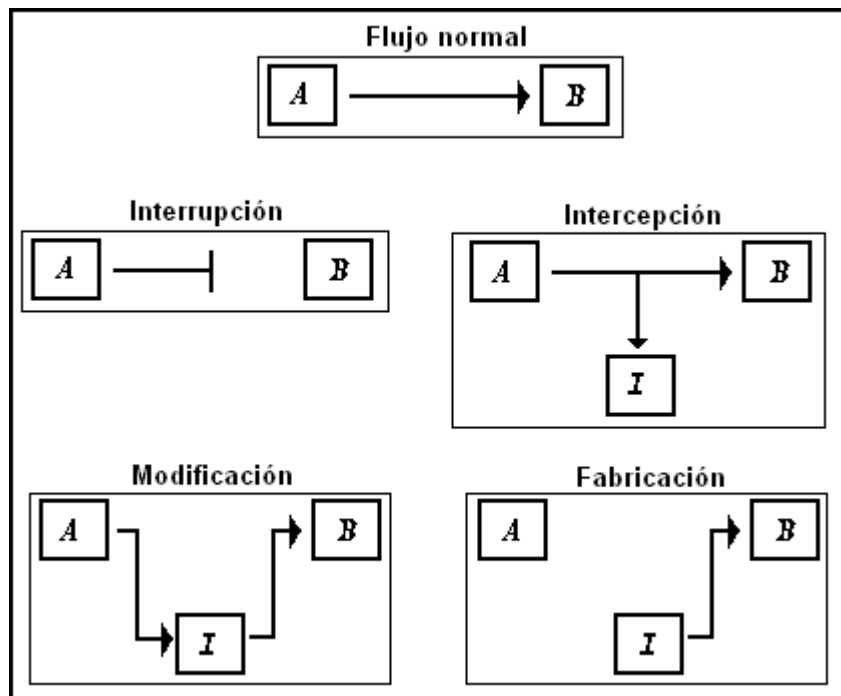 Flujo normal
A B
Interrupción
A B
Intercepción
A B
I
Modificación
A B
I
Fabricación
A B
I